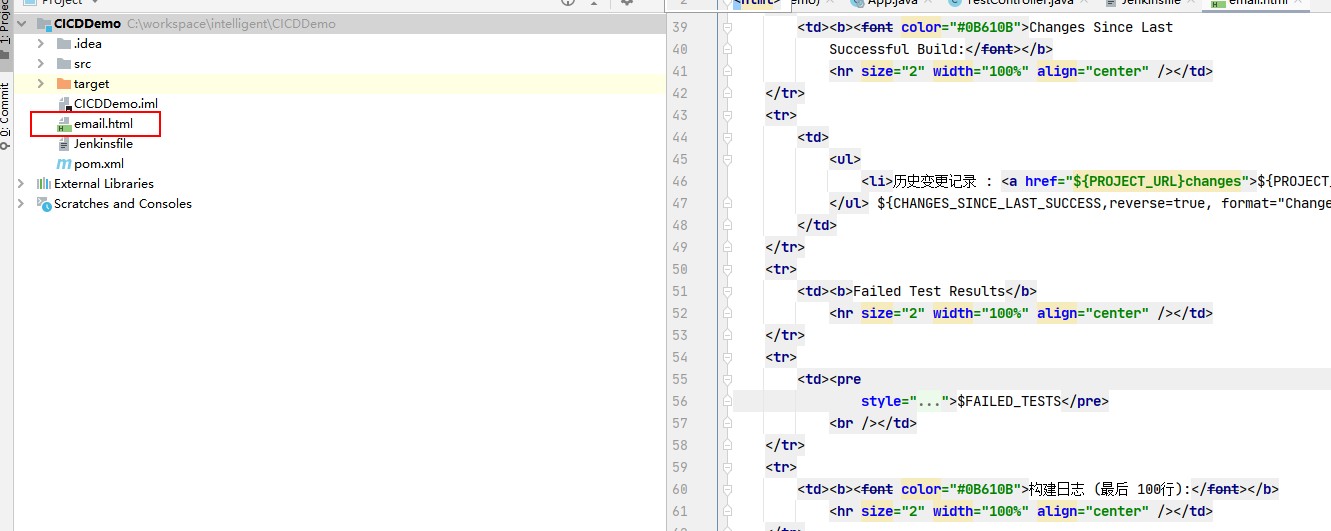 Project
CICDDemo C:\workspace\intelligent\CICDDemo
.idea
src
target
CICDDemo.iml
email.html
Jenkinsfile
pom.xml
External Libraries
Scratches and Consoles
1: Project
0: Commit
App.java
TestController.java
Jenkinsfile
email.html
2 <html>
39 <td><b><font color="#0B610B">Changes Since Last
40 Successful Build:</font></b>
41 <hr size="2" width="100%" align="center" /></td>
42 </tr>
43 <tr>
44 <td>
45 <ul>
46 <li>历史变更记录 : <a href="${PROJECT_URL}changes">${PROJECT_
47 </ul> ${CHANGES_SINCE_LAST_SUCCESS,reverse=true, format="Change
48 </td>
49 </tr>
50 <tr>
51 <td><b>Failed Test Results</b>
52 <hr size="2" width="100%" align="center" /></td>
53 </tr>
54 <tr>
55 <td><pre
56 style="...">$FAILED_TESTS</pre>
57 <br /></td>
58 </tr>
59 <tr>
60 <td><b><font color="#0B610B">构建日志 (最后 100行):</font></b>
61 <hr size="2" width="100%" align="center" /></td>